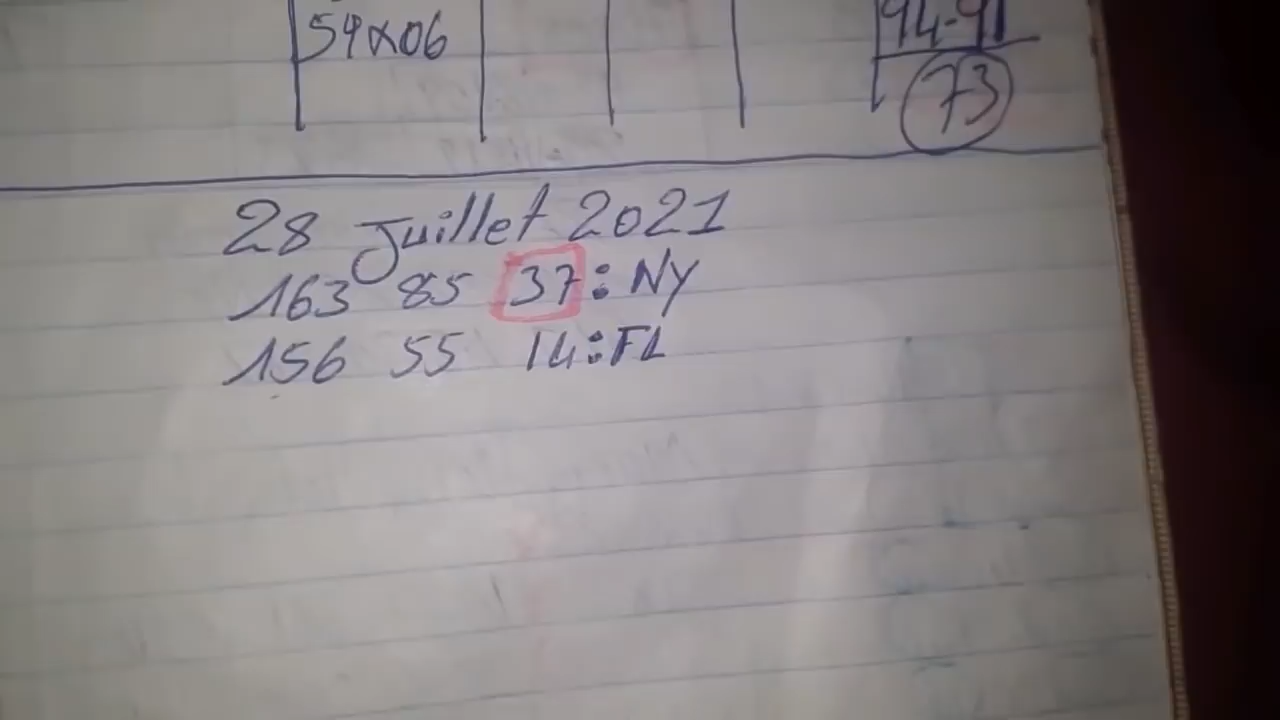 54x06
94-91
73
28 Juillet 2021
163 85 37: NY
156 55 14: FL